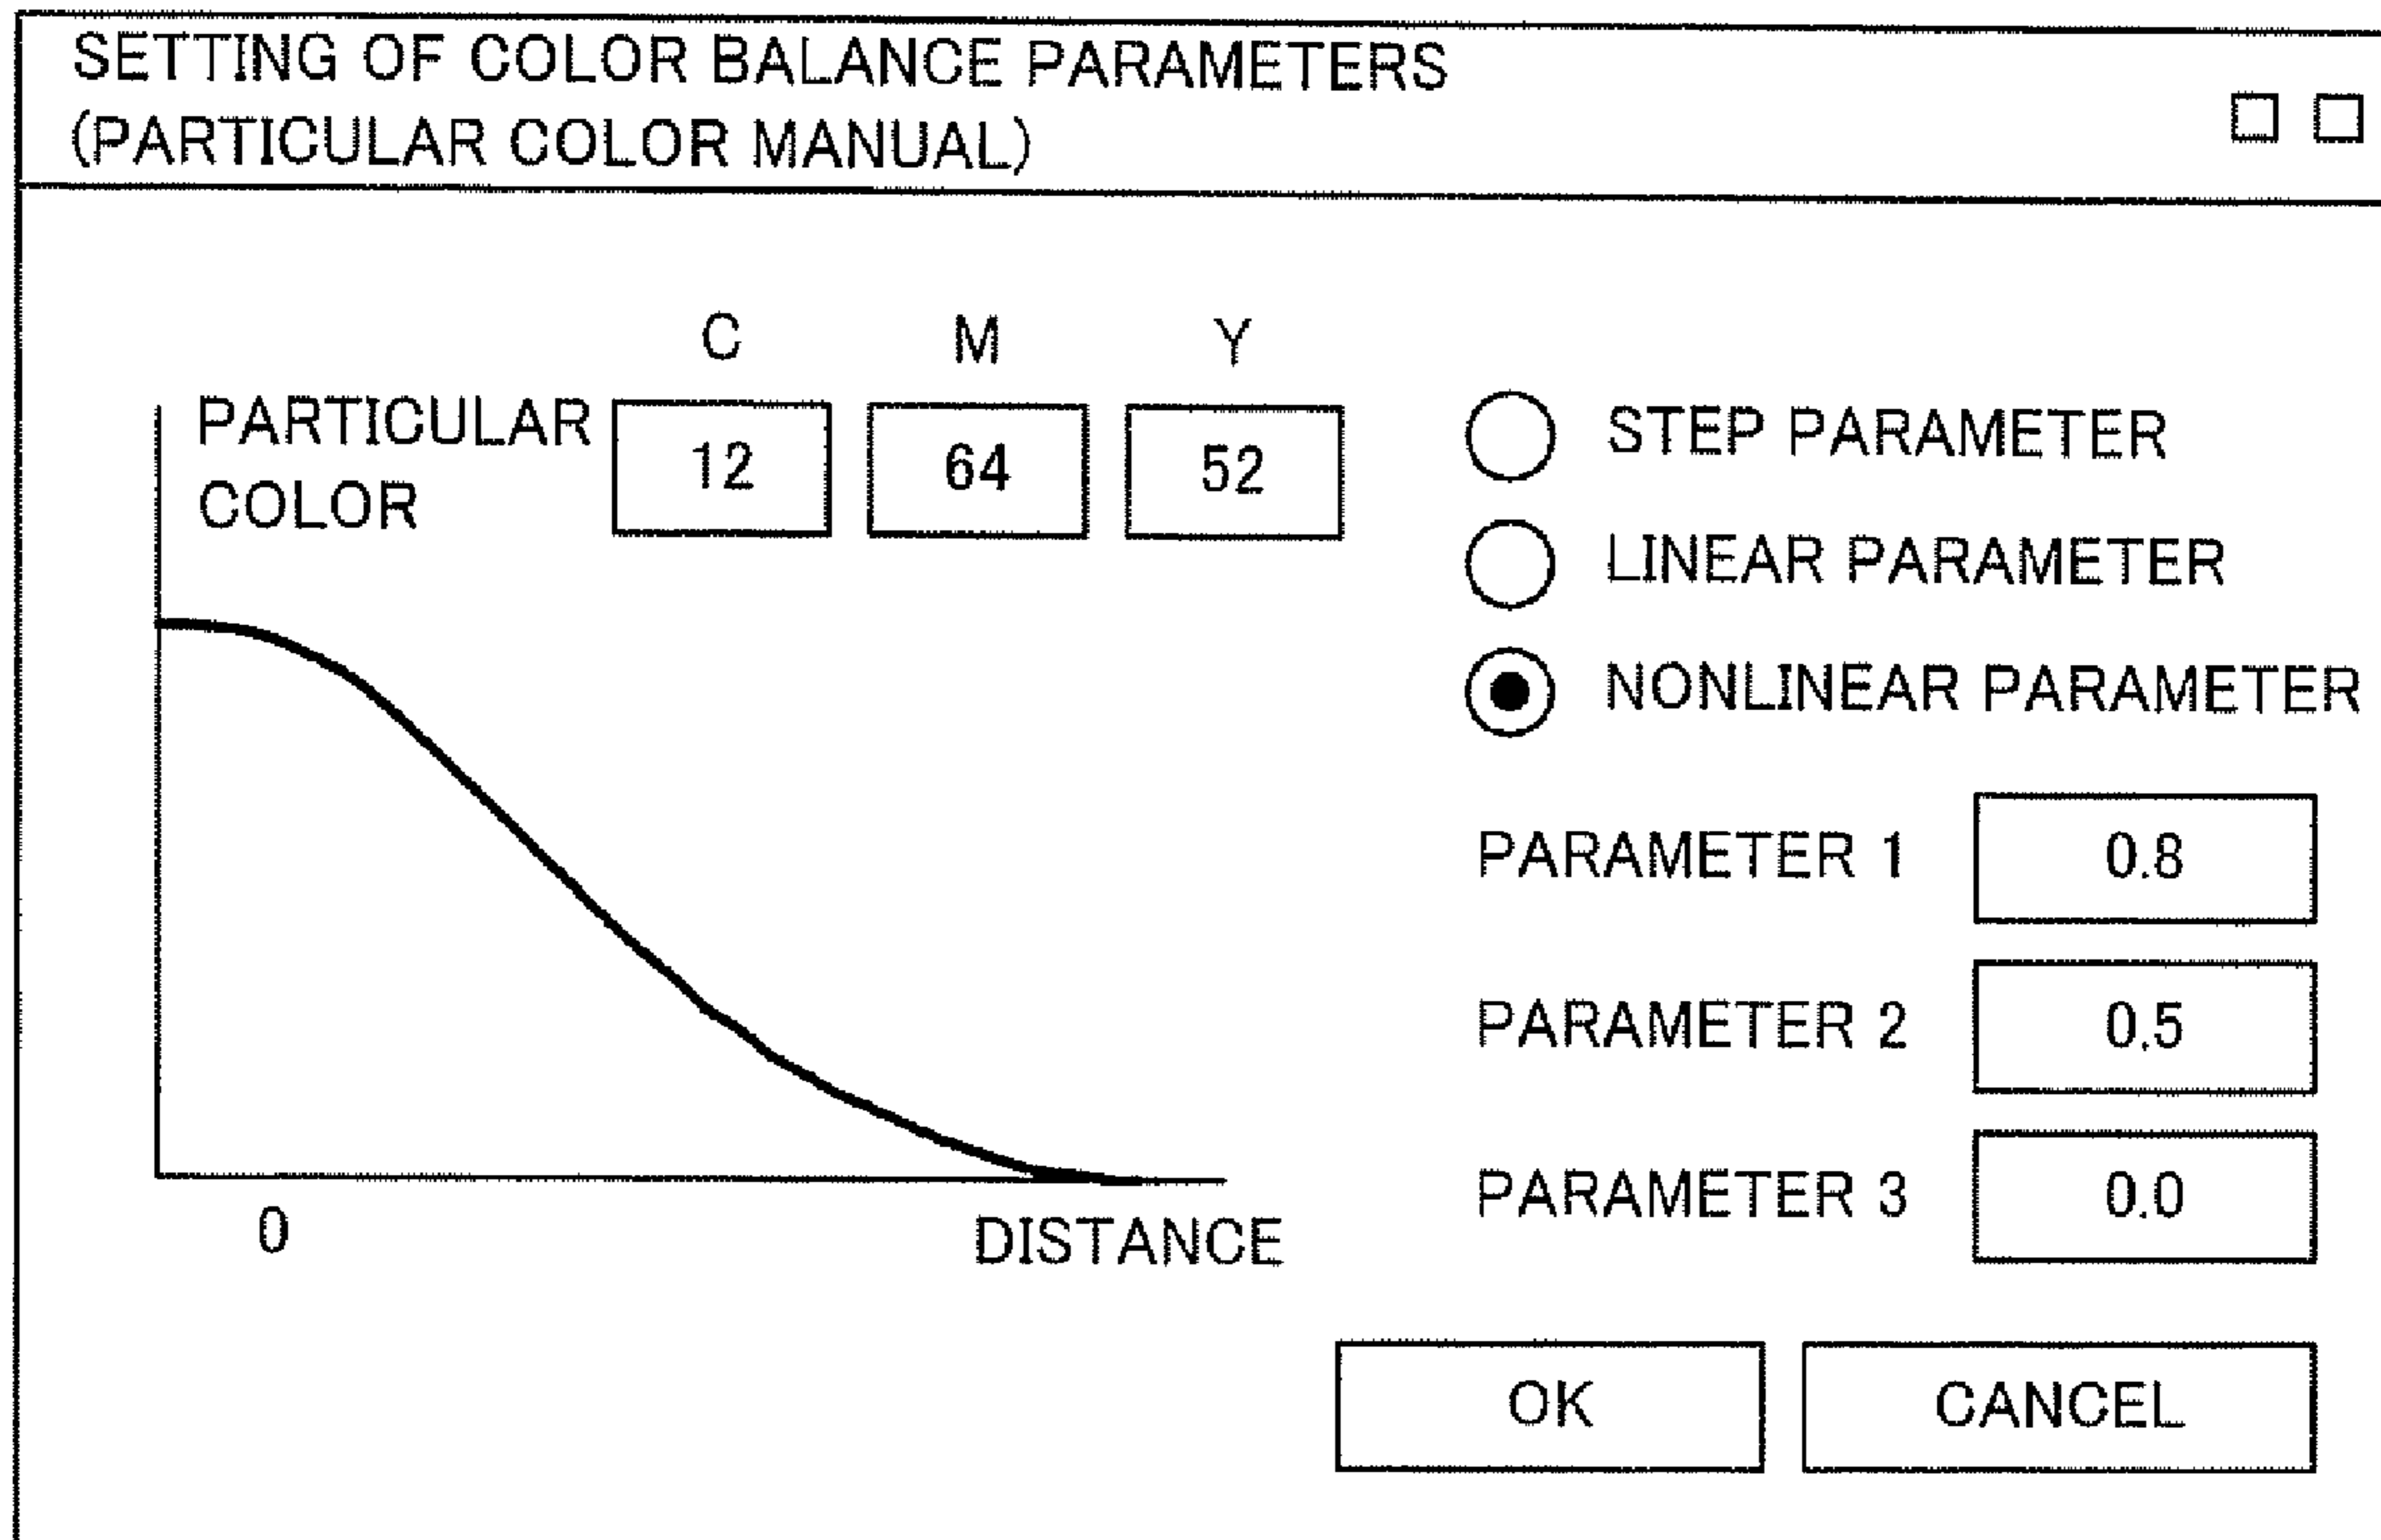 SETTING OF COLOR BALANCE PARAMETERS
(PARTICULAR COLOR MANUAL)
C M Y
PARTICULAR
COLOR
12 64 52
STEP PARAMETER
LINEAR PARAMETER
NONLINEAR PARAMETER
PARAMETER 1 0.8
PARAMETER 2 0.5
PARAMETER 3 0.0
0 DISTANCE
OK CANCEL